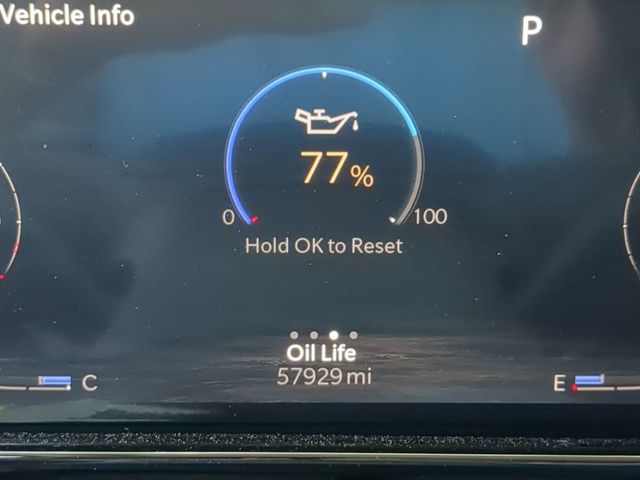 Vehicle Info
P
77%
0
100
Hold OK to Reset
Oil Life
57929 mi
C
E